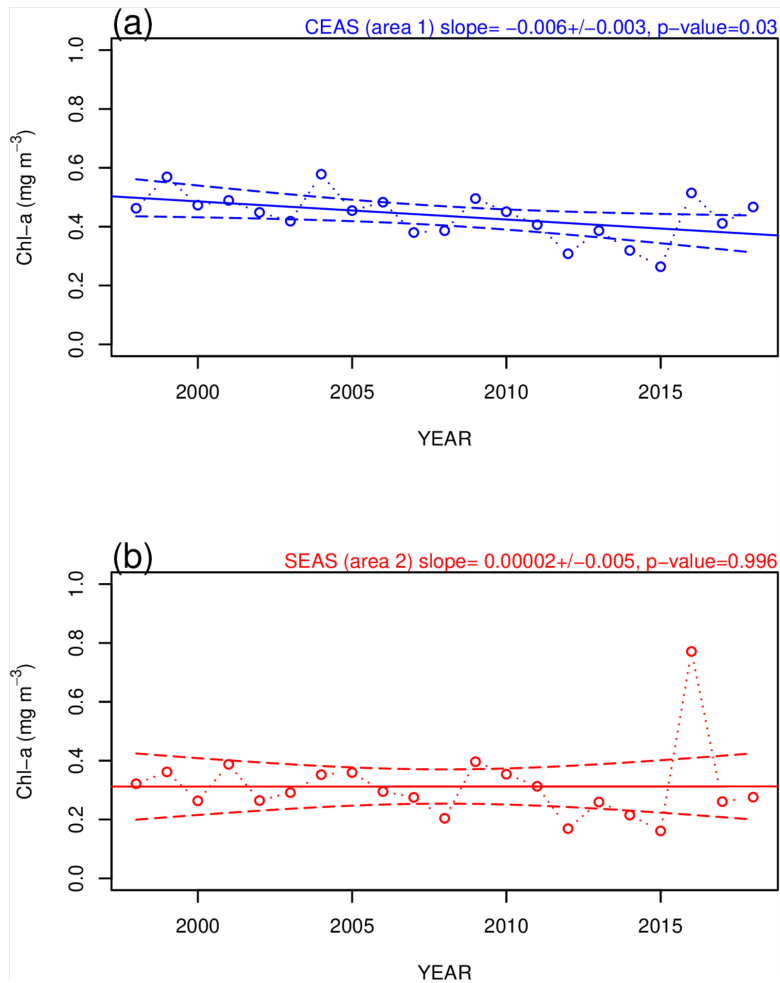 (a)
CEAS (area 1) slope= −0.006+/−0.003, p−value=0.03
Chl−a (mg m⁻³)
1.0
0.8
0.6
0.4
0.2
0.0
2000 2005 2010 2015
YEAR
(b)
SEAS (area 2) slope= 0.00002+/−0.005, p−value=0.996
Chl−a (mg m⁻³)
1.0
0.8
0.6
0.4
0.2
0.0
2000 2005 2010 2015
YEAR